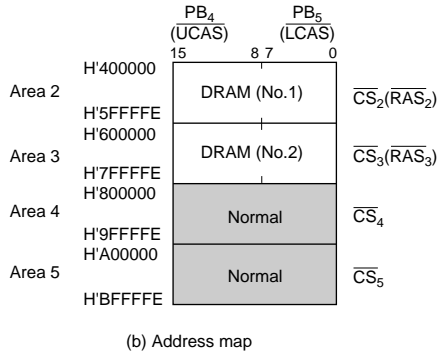 PB4 PB5
(UCAS) (LCAS)
15 8 7 0
H'400000
Area 2 DRAM (No.1) CS2(RAS2)
H'5FFFFE
H'600000
Area 3 DRAM (No.2) CS3(RAS3)
H'7FFFFE
H'800000
Area 4 Normal CS4
H'9FFFFE
H'A00000
Area 5 Normal CS5
H'BFFFFE
(b) Address map